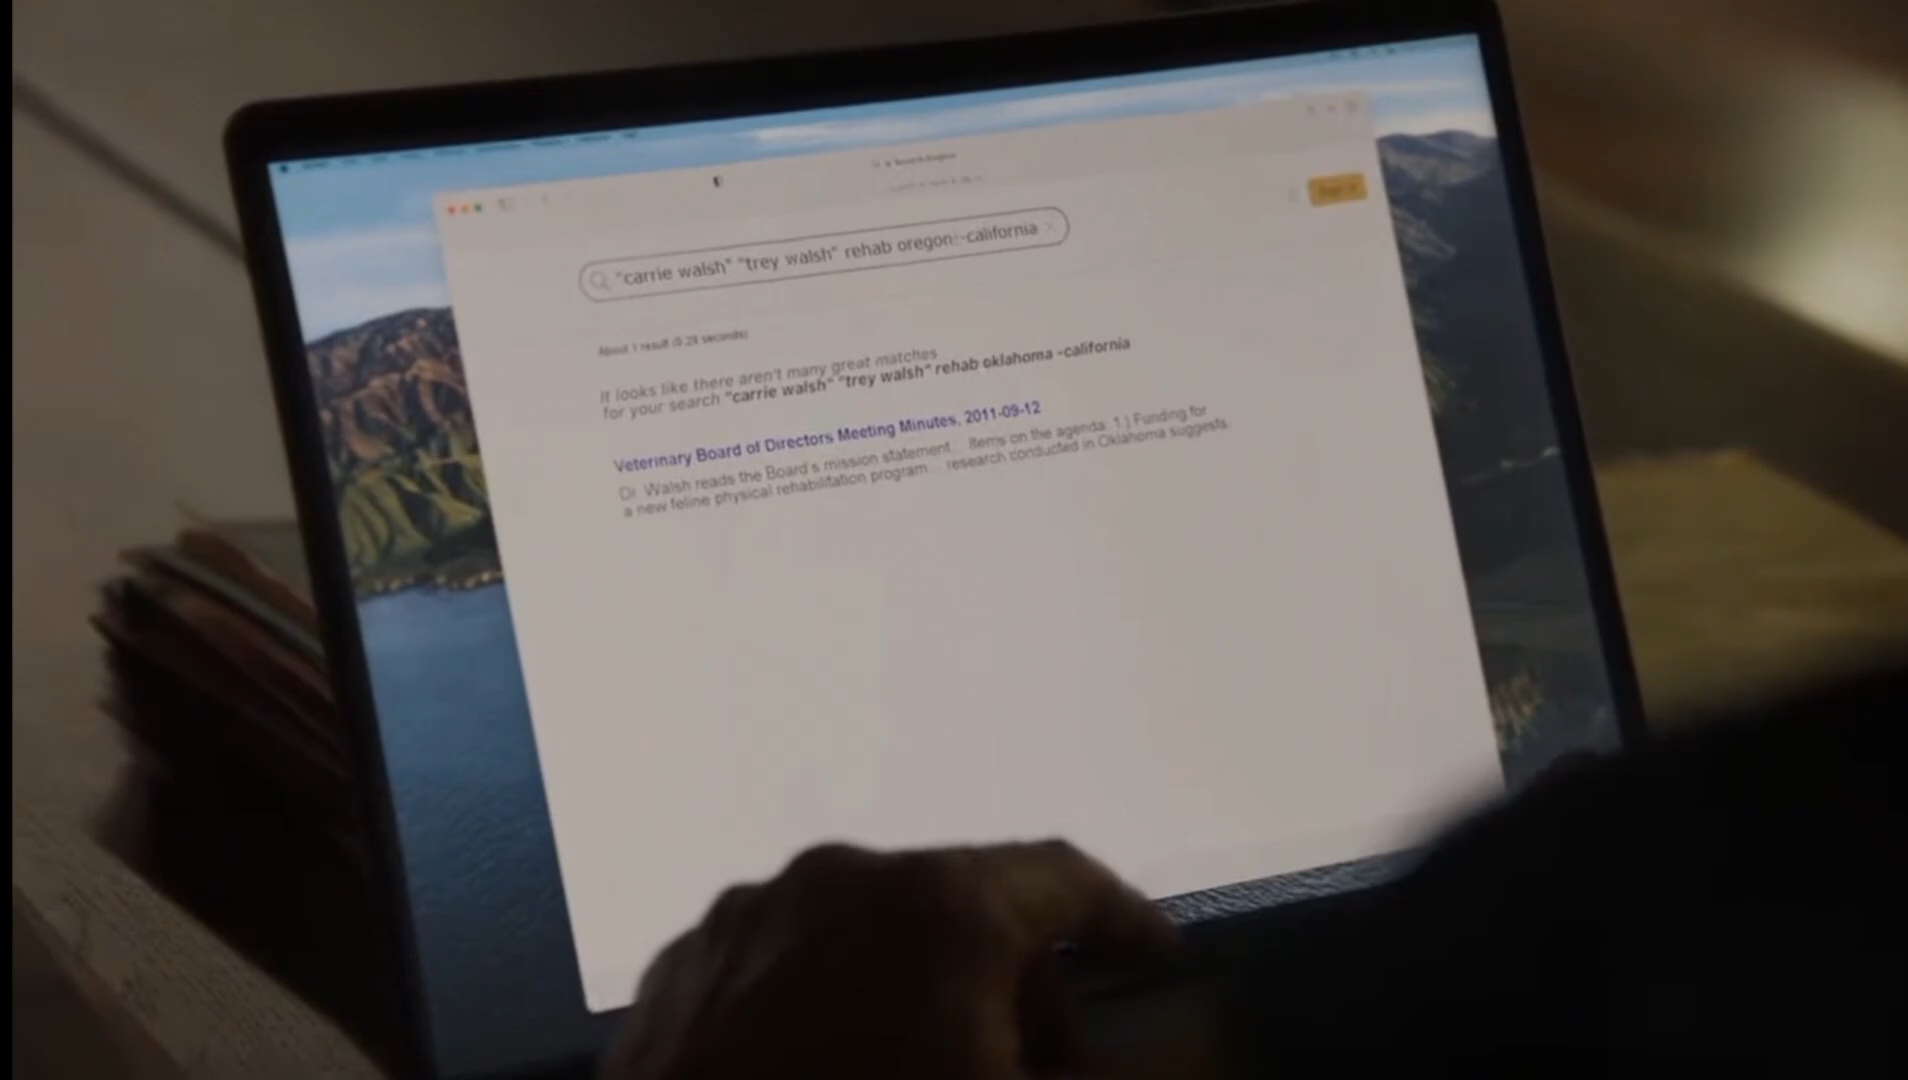 "carrie walsh" "trey walsh" rehab oregon -california
About 1 result (0.28 seconds)
It looks like there aren't many great matches
for your search "carrie walsh" "trey walsh" rehab oklahoma -california
Veterinary Board of Directors Meeting Minutes, 2011-09-12
Dr. Walsh reads the Board's mission statement... Items on the agenda: 1.) Funding for
a new feline physical rehabilitation program... research conducted in Oklahoma suggests.